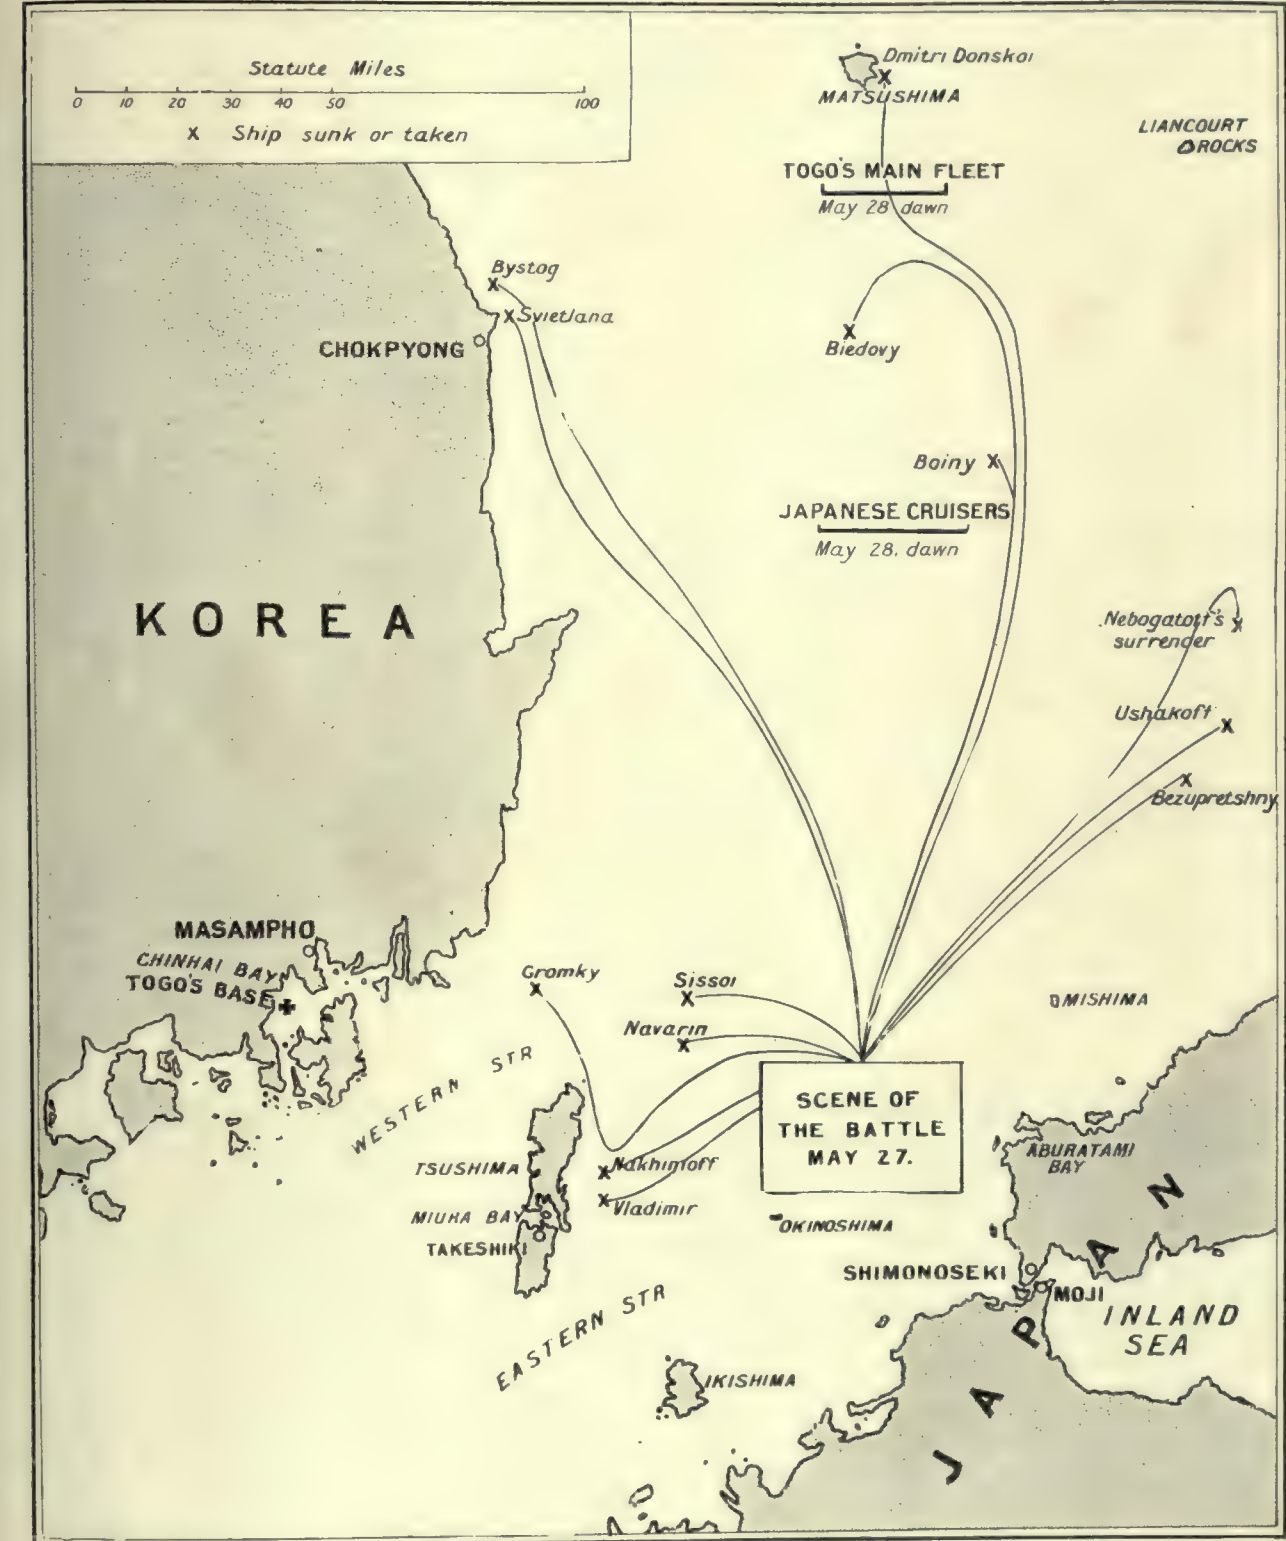 Statute Miles
0 10 20 30 40 50 100
X Ship sunk or taken
Dmitri Donskoi
MATSUSHIMA
LIANCOURT
ROCKS
TOGO'S MAIN FLEET
May 28 dawn
Bystog
Svietlana
CHOKPYONG
Biedovy
Boiny
JAPANESE CRUISERS
May 28. dawn
KOREA
Nebogatoff's
surrender
Ushakoff
Bezupretshny
MASAMPHO
CHINHAI BAY
TOGO'S BASE
Gromky
Sissoi
Navarin
MISHIMA
WESTERN STR
SCENE OF
THE BATTLE
MAY 27.
TSUSHIMA
Nakhimoff
Vladimir
MIURA BAY
TAKESHIKI
OKINOSHIMA
ABURATAMI
BAY
SHIMONOSEKI
MOJI
INLAND
SEA
EASTERN STR
IKISHIMA
JAPAN